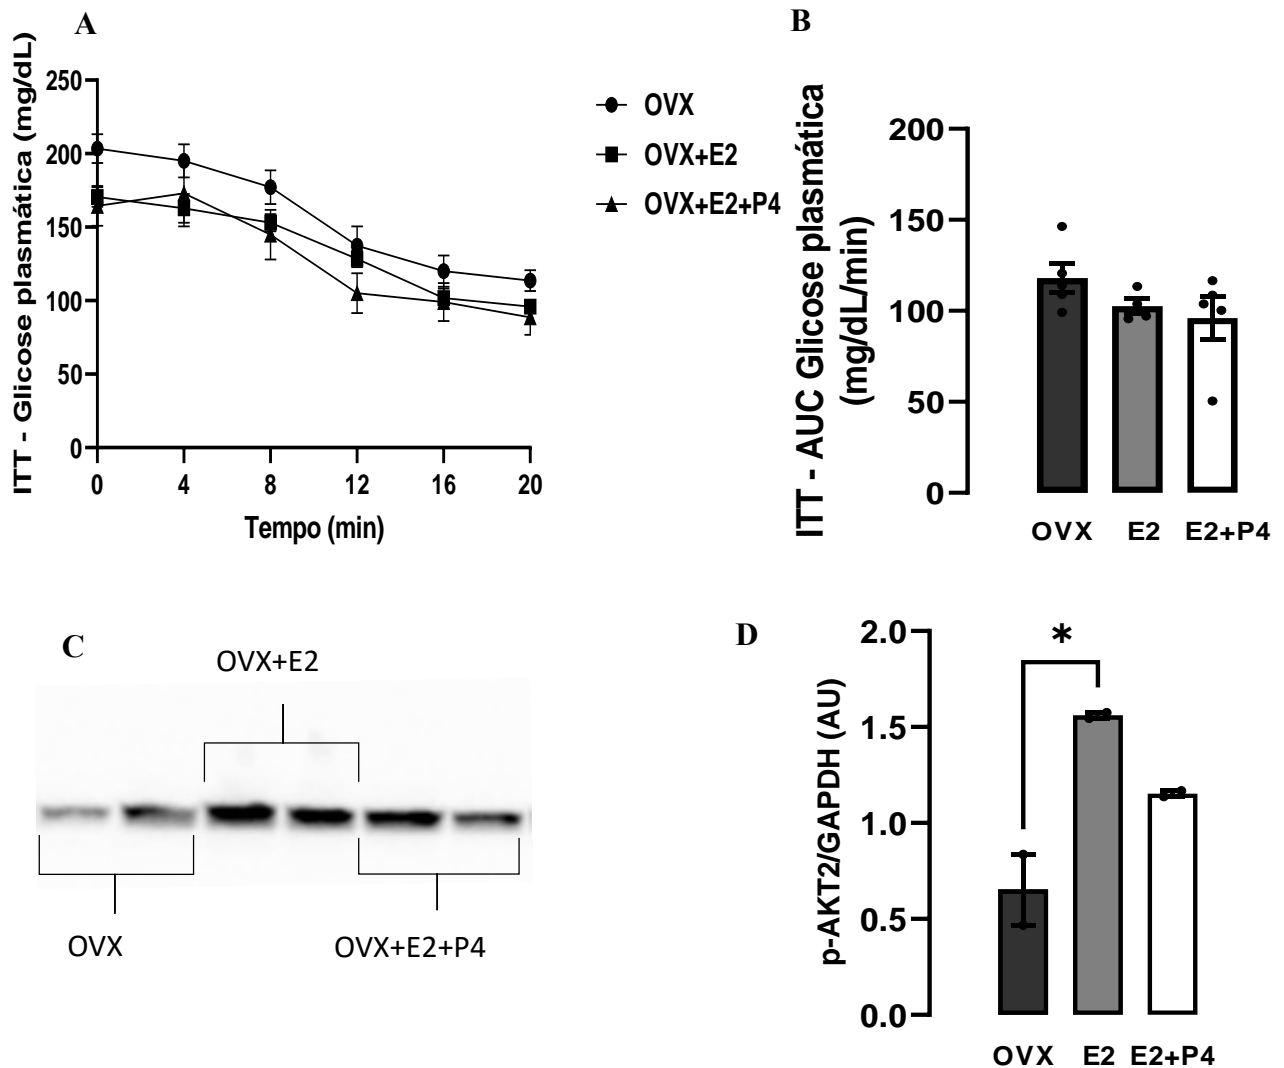 A
ITT - Glicose plasmática (mg/dL)
250
200
150
100
50
0
0 4 8 12 16 20
Tempo (min)
OVX
OVX+E2
OVX+E2+P4
B
ITT - AUC Glicose plasmática
(mg/dL/min)
200
150
100
50
0
OVX E2 E2+P4
C
OVX+E2
OVX
OVX+E2+P4
D
p-AKT2/GAPDH (AU)
2.0
1.5
1.0
0.5
0.0
*
OVX E2 E2+P4